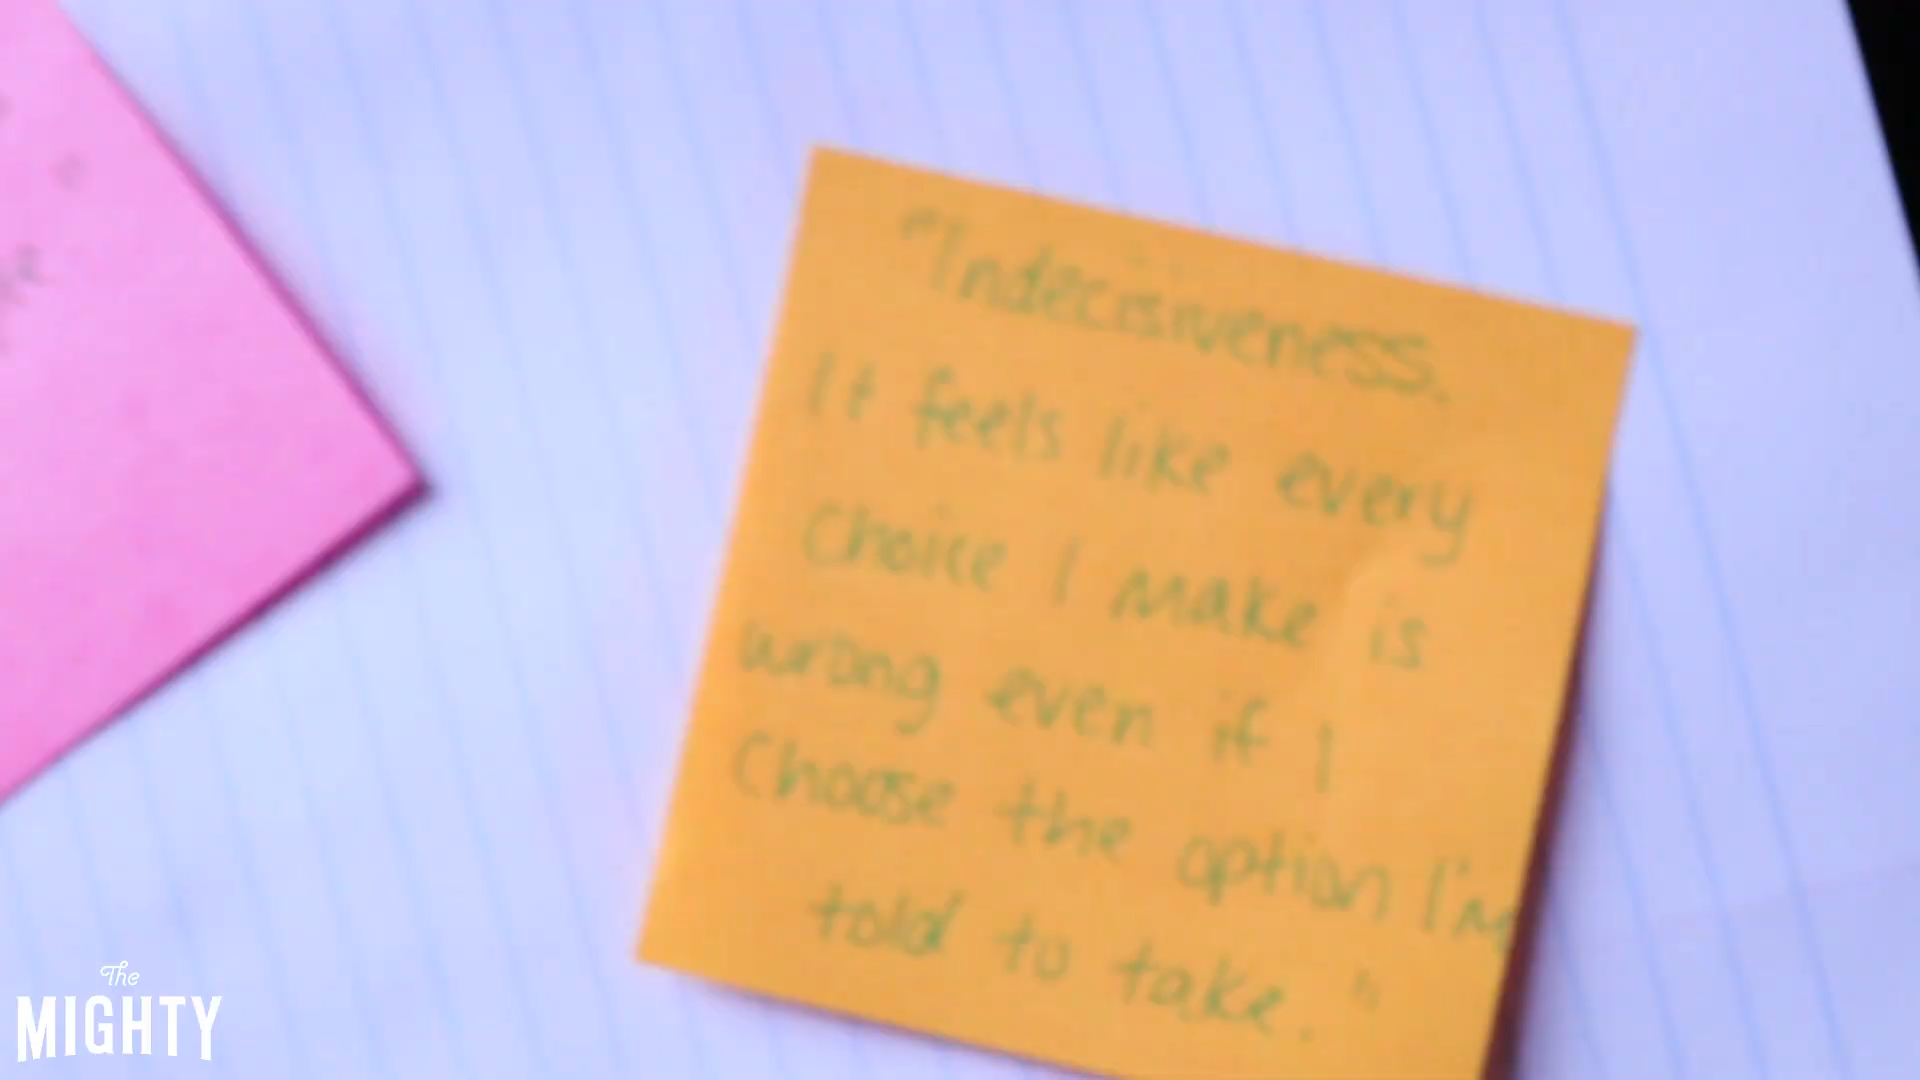 "Indecisiveness.
It feels like every
choice I make is
wrong even if I
choose the option I'm
told to take."
The
MIGHTY